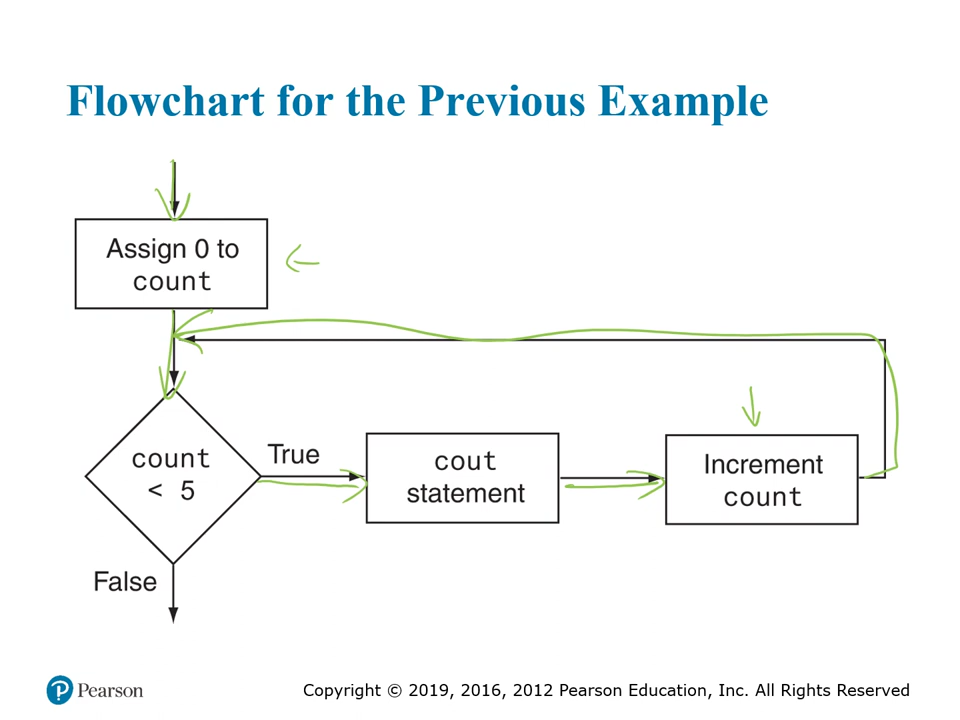 Flowchart for the Previous Example
Assign 0 to
count
count
< 5
True
cout
statement
Increment
count
False
Pearson
Copyright © 2019, 2016, 2012 Pearson Education, Inc. All Rights Reserved